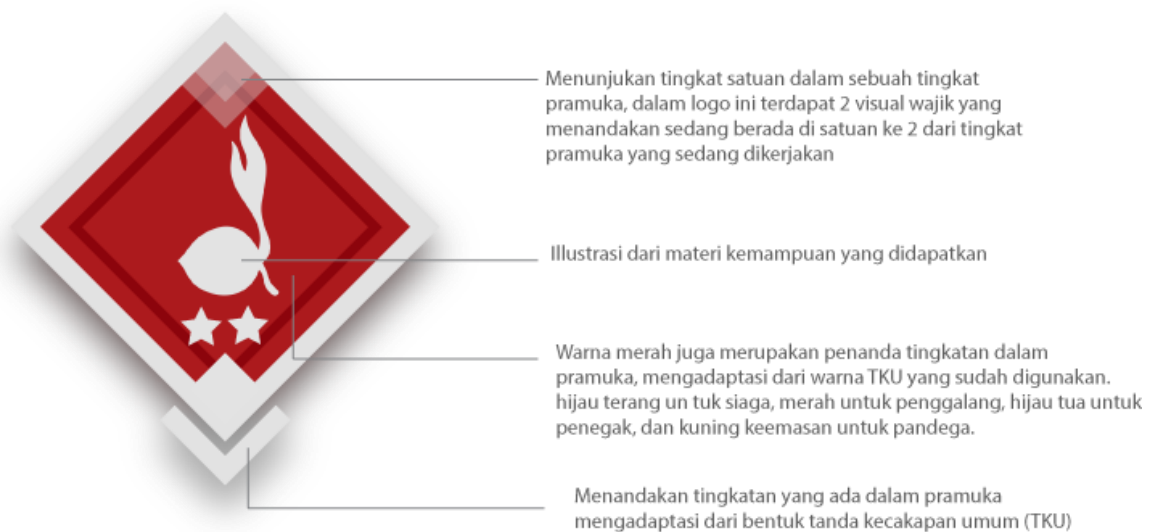 Menunjukan tingkat satuan dalam sebuah tingkat
pramuka, dalam logo ini terdapat 2 visual wajik yang
menandakan sedang berada di satuan ke 2 dari tingkat
pramuka yang sedang dikerjakan
Illustrasi dari materi kemampuan yang didapatkan
Warna merah juga merupakan penanda tingkatan dalam
pramuka, mengadaptasi dari warna TKU yang sudah digunakan.
hijau terang un tuk siaga, merah untuk penggalang, hijau tua untuk
penegak, dan kuning keemasan untuk pandega.
Menandakan tingkatan yang ada dalam pramuka
mengadaptasi dari bentuk tanda kecakapan umum (TKU)